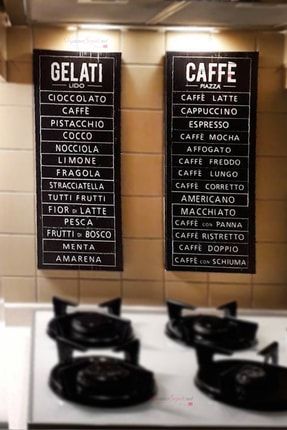 GELATI
LIDO
CIOCCOLATO
CAFFÈ
PISTACCHIO
COCCO
NOCCIOLA
LIMONE
FRAGOLA
STRACCIATELLA
TUTTI FRUTTI
FIOR DI LATTE
PESCA
FRUTTI DI BOSCO
MENTA
AMARENA
CAFFÈ
PIAZZA
CAFFÈ LATTE
CAPPUCCINO
ESPRESSO
CAFFÈ MOCHA
AFFOGATO
CAFFÈ FREDDO
CAFFÈ LUNGO
CAFFÈ CORRETTO
AMERICANO
MACCHIATO
CAFFÈ CON PANNA
CAFFÈ RISTRETTO
CAFFÈ DOPPIO
CAFFÈ CON SCHIUMA